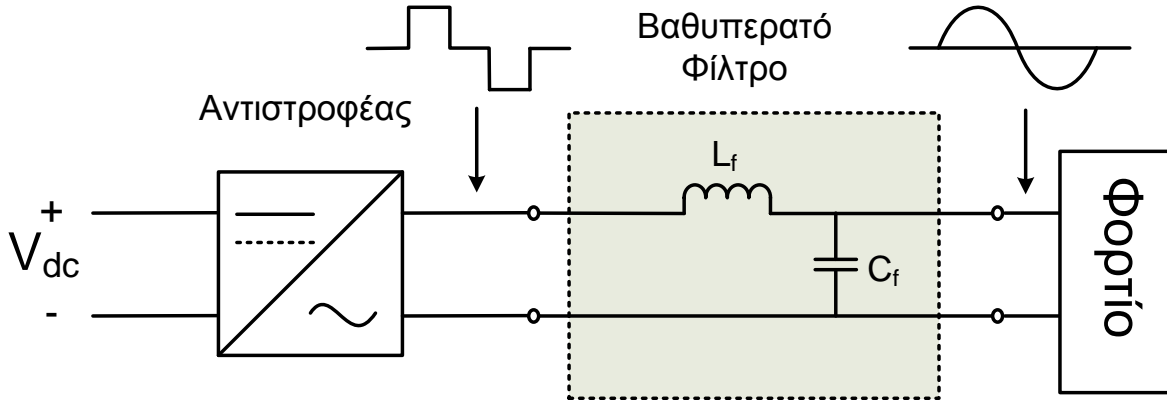 Βαθυπερατό
Φίλτρο
Αντιστροφέας
L_f
+
V_dc
-
C_f
Φορτίο